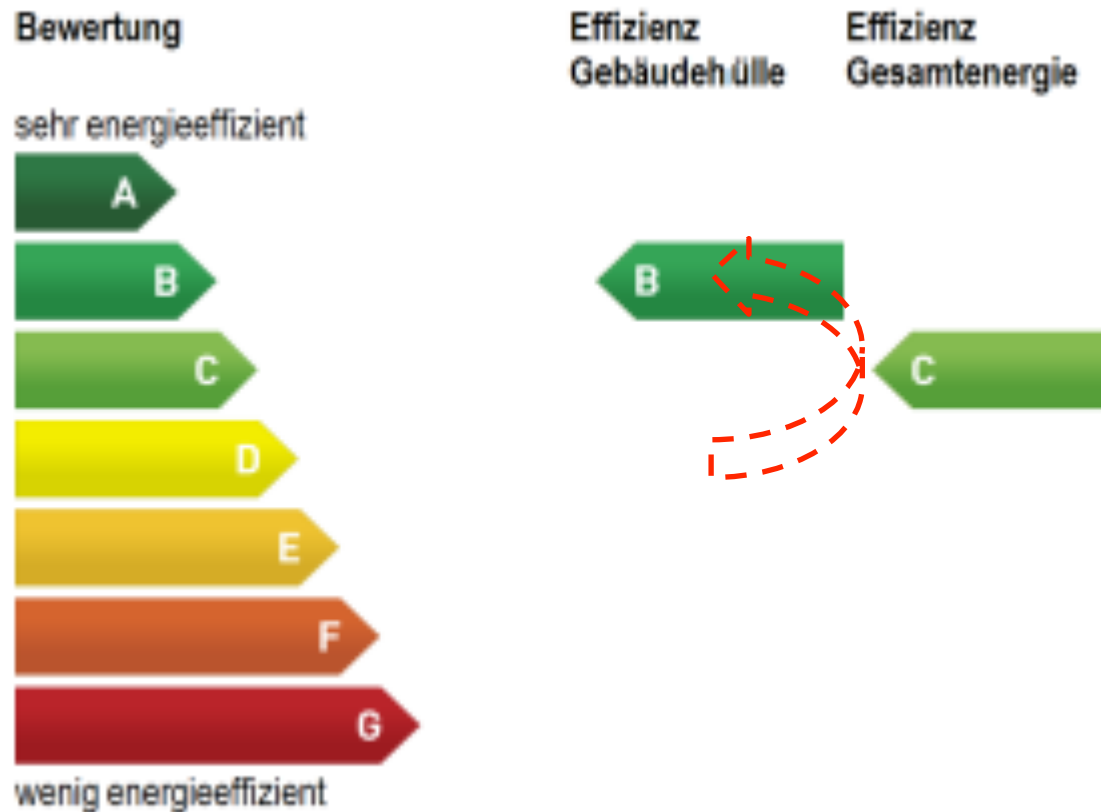 Bewertung
Effizienz
Gebäudehülle
Effizienz
Gesamtenergie
sehr energieeffizient
A
B
B
C
C
D
E
F
G
wenig energieeffizient